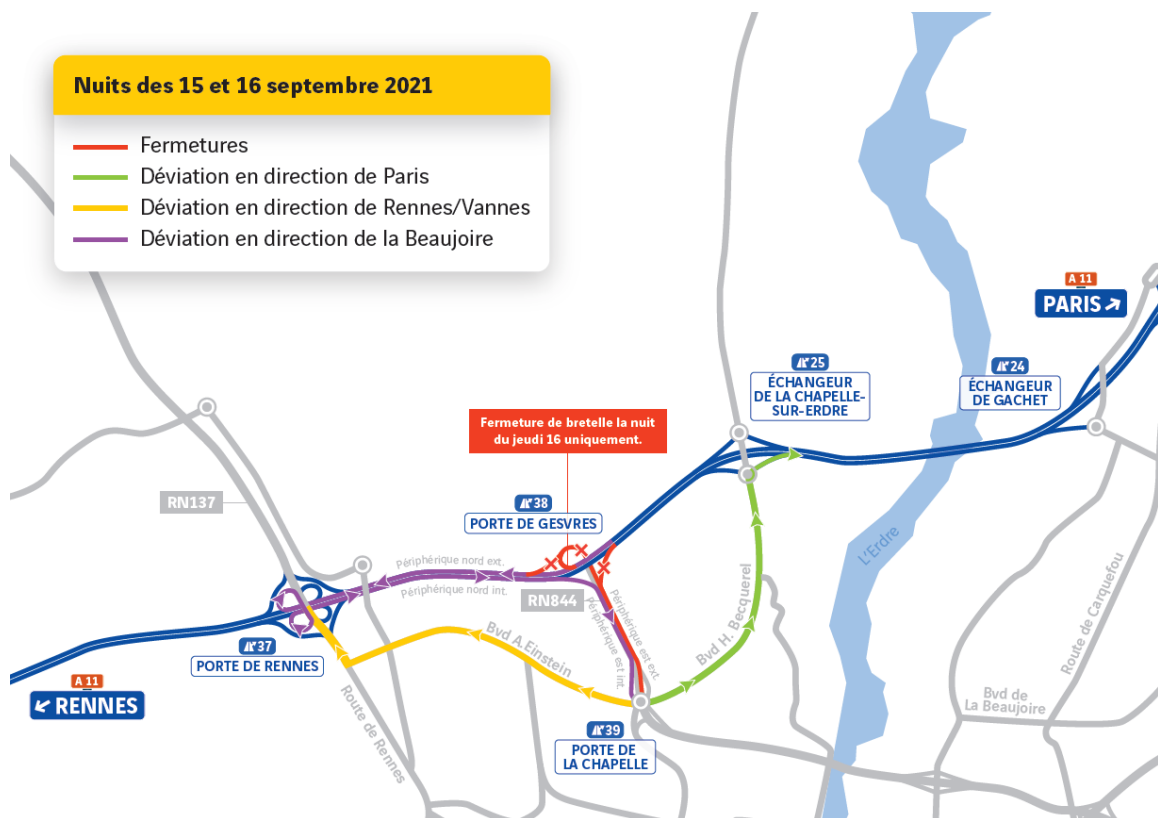 Nuits des 15 et 16 septembre 2021
Fermetures
Déviation en direction de Paris
Déviation en direction de Rennes/Vannes
Déviation en direction de la Beaujoire
A 11
PARIS
25
ÉCHANGEUR
DE LA CHAPELLE-
SUR-ERDRE
24
ÉCHANGEUR
DE GACHET
Fermeture de bretelle la nuit
du jeudi 16 uniquement.
RN137
38
PORTE DE GESVRES
L'Erdre
Périphérique nord ext.
Périphérique nord int.
RN844
Périphérique est ext.
Périphérique est int.
Bvd H. Becquerel
Route de Carquefou
Bvd A.Einstein
37
PORTE DE RENNES
A 11
RENNES
Route de Rennes
Bvd de
La Beaujoire
39
PORTE DE
LA CHAPELLE